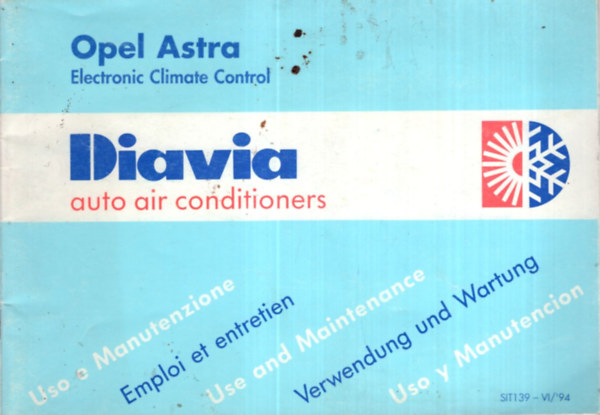 Opel Astra
Electronic Climate Control
Diavia
auto air conditioners
Uso e Manutenzione
Emploi et entretien
Use and Maintenance
Verwendung und Wartung
Uso y Manutencion
SIT139 – VI/'94